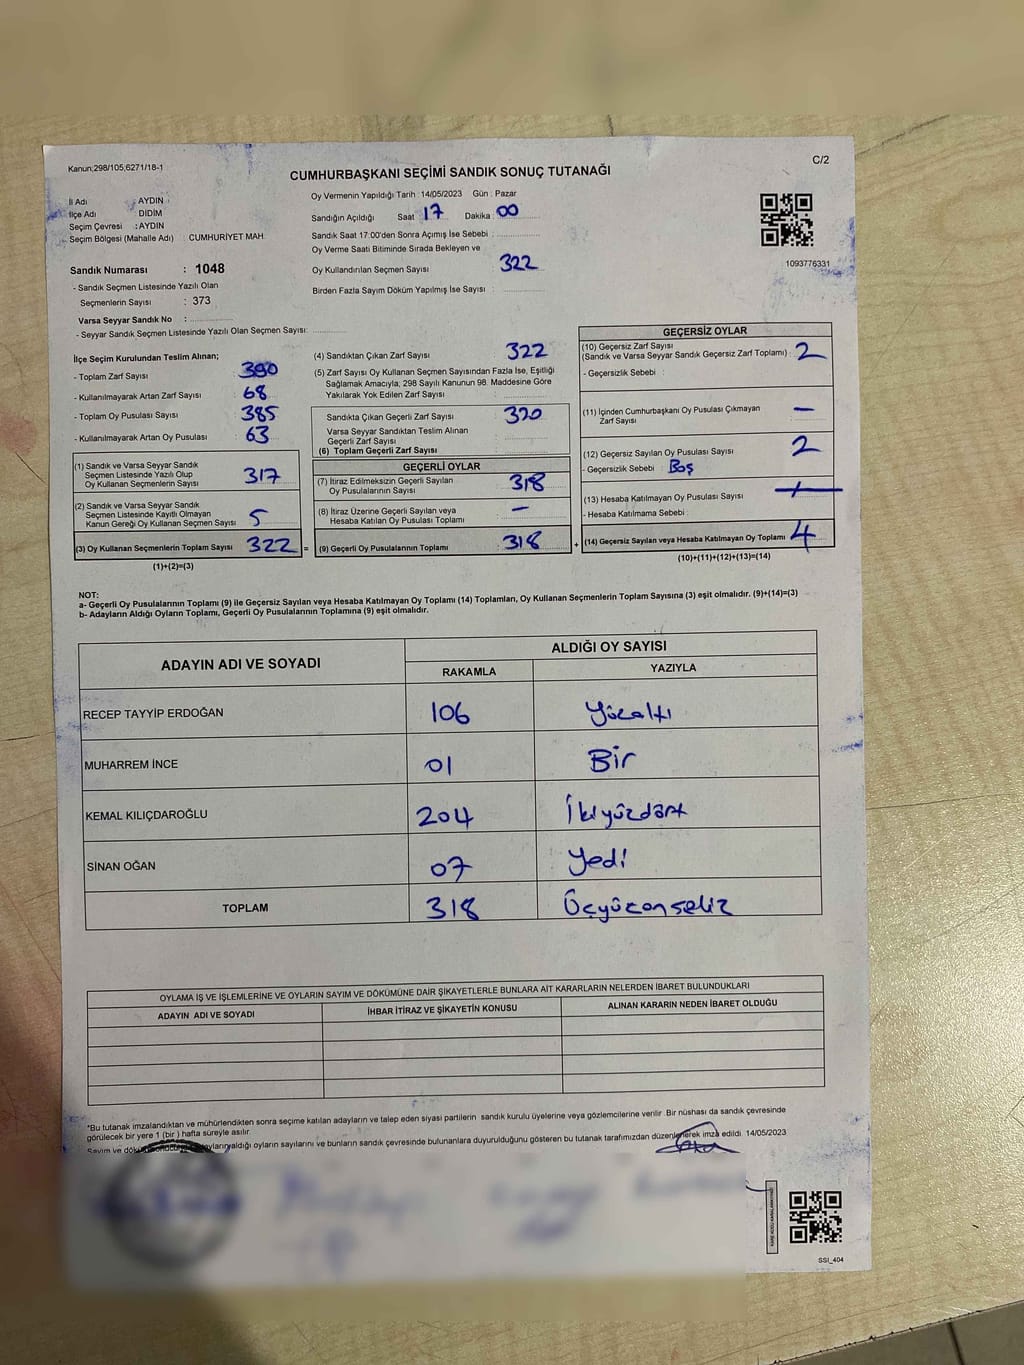 Kanun;298/105,6271/18-1
C/2
CUMHURBAŞKANI SEÇİMİ SANDIK SONUÇ TUTANAĞI
İl Adı : AYDIN
İlçe Adı : DİDİM
Seçim Çevresi : AYDIN
Seçim Bölgesi (Mahalle Adı) : CUMHURİYET MAH.
Oy Vermenin Yapıldığı Tarih : 14/05/2023 Gün : Pazar
Sandığın Açıldığı Saat 17 Dakika : 00
Sandık Saat 17:00'den Sonra Açımış İse Sebebi :
Oy Verme Saati Bitiminde Sırada Bekleyen ve
Oy Kullandırılan Seçmen Sayısı : 322
Birden Fazla Sayım Döküm Yapılmış İse Sayısı :
1093776331
Sandık Numarası : 1048
- Sandık Seçmen Listesinde Yazılı Olan
Seçmenlerin Sayısı : 373
Varsa Seyyar Sandık No :
- Seyyar Sandık Seçmen Listesinde Yazılı Olan Seçmen Sayısı:
İlçe Seçim Kurulundan Teslim Alınan;
- Toplam Zarf Sayısı : 390
- Kullanılmayarak Artan Zarf Sayısı : 68
- Toplam Oy Pusulası Sayısı : 385
- Kullanılmayarak Artan Oy Pusulası : 63
(1) Sandık ve Varsa Seyyar Sandık
Seçmen Listesinde Yazılı Olup
Oy Kullanan Seçmenlerin Sayısı : 317
(2) Sandık ve Varsa Seyyar Sandık
Seçmen Listesinde Kayıtlı Olmayan
Kanun Gereği Oy Kullanan Seçmen Sayısı : 5
(3) Oy Kullanan Seçmenlerin Toplam Sayısı : 322
(1)+(2)=(3)
(4) Sandıktan Çıkan Zarf Sayısı : 322
(5) Zarf Sayısı Oy Kullanan Seçmen Sayısından Fazla İse, Eşitliği
Sağlamak Amacıyla; 298 Sayılı Kanunun 98. Maddesine Göre
Yakılarak Yok Edilen Zarf Sayısı :
Sandıkta Çıkan Geçerli Zarf Sayısı : 320
Varsa Seyyar Sandıktan Teslim Alınan
Geçerli Zarf Sayısı :
(6) Toplam Geçerli Zarf Sayısı :
GEÇERLİ OYLAR
(7) İtiraz Edilmeksizin Geçerli Sayılan
Oy Pusulalarının Sayısı : 318
(8) İtiraz Üzerine Geçerli Sayılan veya
Hesaba Katılan Oy Pusulası Toplamı : -
= (9) Geçerli Oy Pusulalarının Toplamı : 318
GEÇERSİZ OYLAR
(10) Geçersiz Zarf Sayısı
(Sandık ve Varsa Seyyar Sandık Geçersiz Zarf Toplamı) : 2
- Geçersizlik Sebebi :
(11) İçinden Cumhurbaşkanı Oy Pusulası Çıkmayan
Zarf Sayısı : -
(12) Geçersiz Sayılan Oy Pusulası Sayısı : 2
- Geçersizlik Sebebi : Boş
(13) Hesaba Katılmayan Oy Pusulası Sayısı : -
- Hesaba Katılmama Sebebi :
+ (14) Geçersiz Sayılan veya Hesaba Katılmayan Oy Toplamı : 4
(10)+(11)+(12)+(13)=(14)
NOT:
a- Geçerli Oy Pusulalarının Toplamı (9) ile Geçersiz Sayılan veya Hesaba Katılmayan Oy Toplamı (14) Toplamları, Oy Kullanan Seçmenlerin Toplam Sayısına (3) eşit olmalıdır. (9)+(14)=(3)
b- Adayların Aldığı Oyların Toplamı, Geçerli Oy Pusulalarının Toplamına (9) eşit olmalıdır.
ADAYIN ADI VE SOYADI
ALDIĞI OY SAYISI
RAKAMLA YAZIYLA
RECEP TAYYİP ERDOĞAN 106 Yüzaltı
MUHARREM İNCE 01 Bir
KEMAL KILIÇDAROĞLU 204 İkiyüzdört
SİNAN OĞAN 07 Yedi
TOPLAM 318 Üçyüzonsekiz
OYLAMA İŞ VE İŞLEMLERİNE VE OYLARIN SAYIM VE DÖKÜMÜNE DAİR ŞİKAYETLERLE BUNLARA AİT KARARLARIN NELERDEN İBARET BULUNDUKLARI
ADAYIN ADI VE SOYADI İHBAR İTİRAZ VE ŞİKAYETİN KONUSU ALINAN KARARIN NEDEN İBARET OLDUĞU
*Bu tutanak imzalandıktan ve mühürlendikten sonra seçime katılan adayların ve talep eden siyasi partilerin sandık kurulu üyelerine veya gözlemcilerine verilir. Bir nüshası da sandık çevresinde
görülecek bir yere 1 (bir) hafta süreyle asılır.
Sayım ve oyların sayılarını ve bunların sandık çevresinde bulunanlara duyurulduğunu gösteren bu tutanak tarafımızdan düzenlenerek imza edildi. 14/05/2023
SSI_404